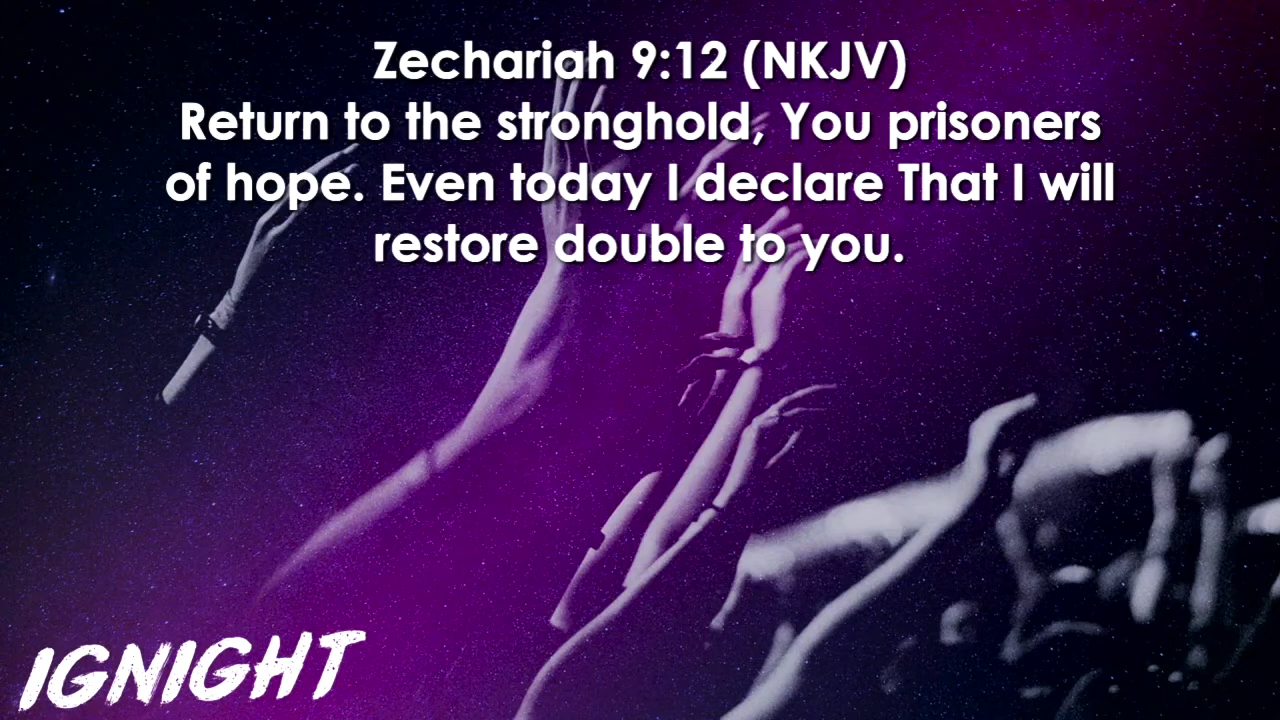 Zechariah 9:12 (NKJV)
Return to the stronghold, You prisoners
of hope. Even today I declare That I will
restore double to you.
IGNIGHT